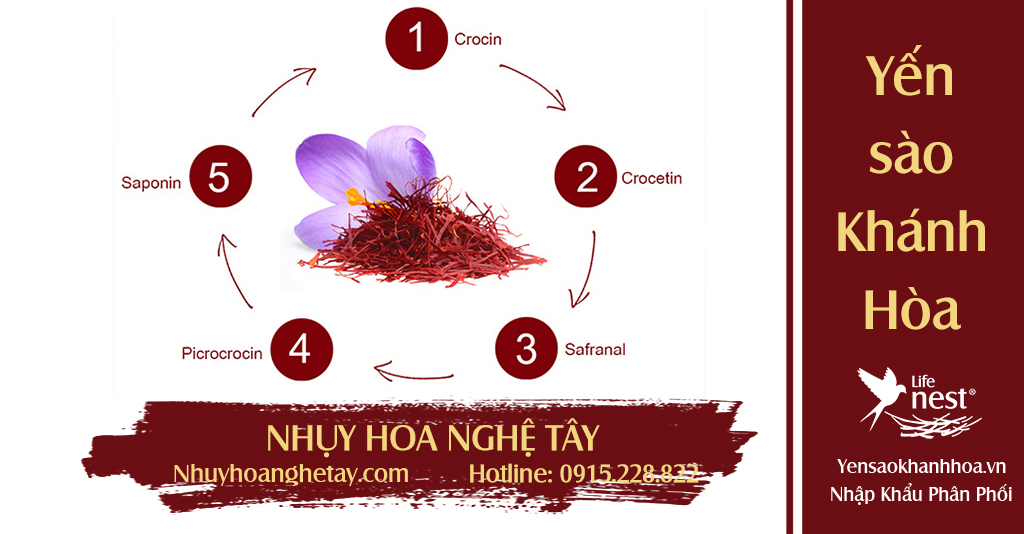 1
Crocin
2
Crocetin
3
Safranal
4
Picrocrocin
5
Saponin
NHỤY HOA NGHỆ TÂY
Nhuyhoanghetay.com Hotline: 0915.228.822
Yến
sào
Khánh
Hòa
Life
nest®
Yensaokhanhhoa.vn
Nhập Khẩu Phân Phối